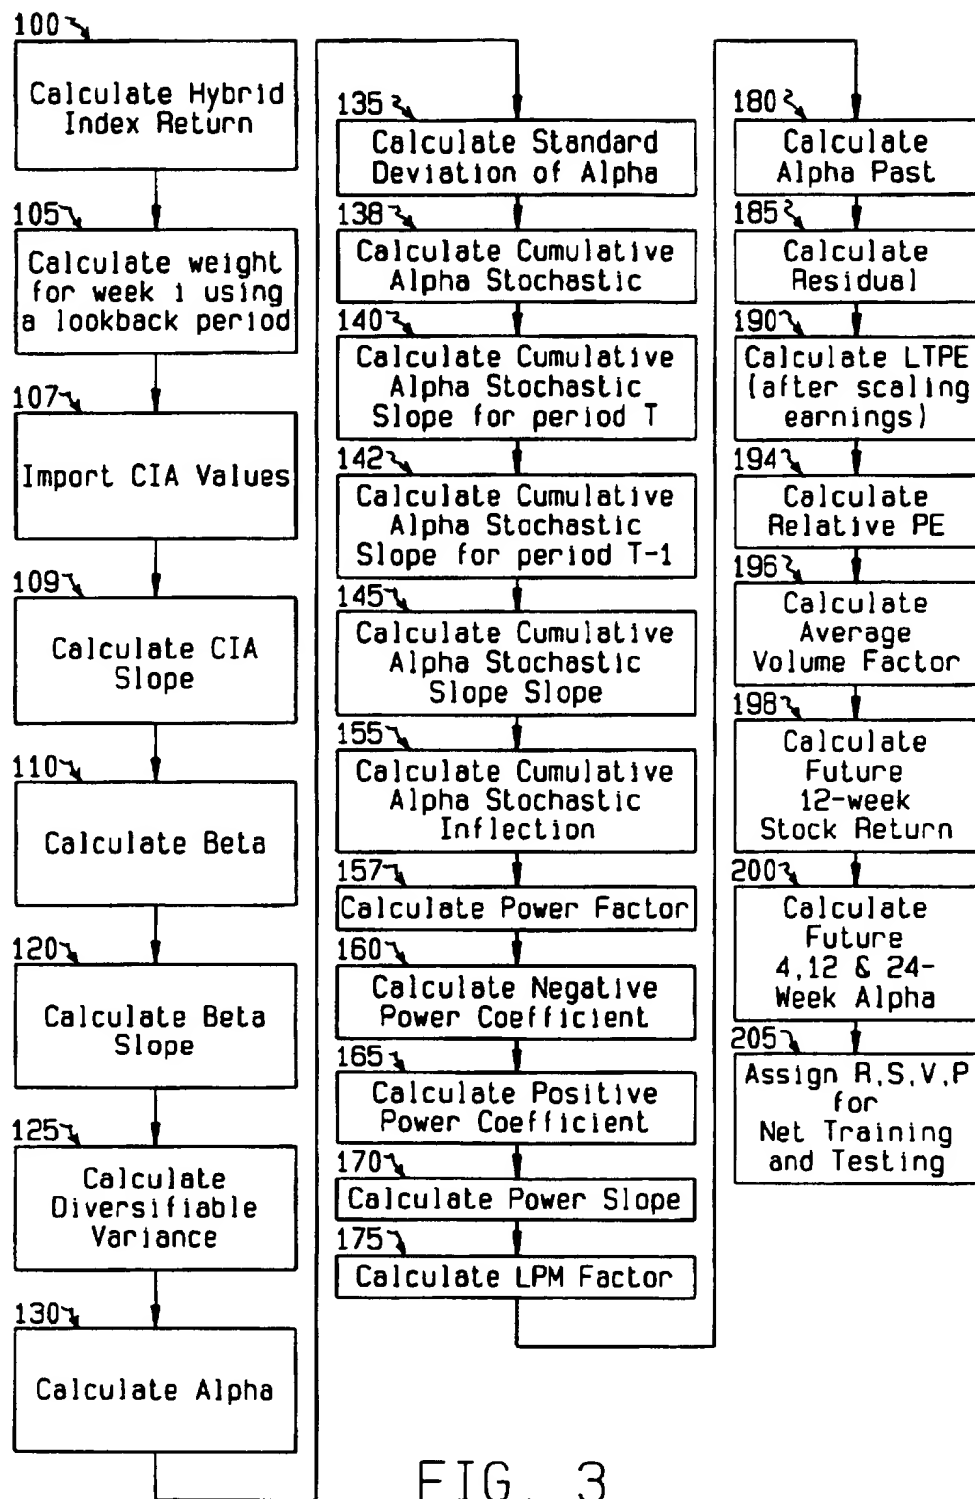 100
Calculate Hybrid
Index Return
105
Calculate weight
for week i using
a lookback period
107
Import CIA Values
109
Calculate CIA
Slope
110
Calculate Beta
120
Calculate Beta
Slope
125
Calculate
Diversifiable
Variance
130
Calculate Alpha
135
Calculate Standard
Deviation of Alpha
138
Calculate Cumulative
Alpha Stochastic
140
Calculate Cumulative
Alpha Stochastic
Slope for period T
142
Calculate Cumulative
Alpha Stochastic
Slope for period T-1
145
Calculate Cumulative
Alpha Stochastic
Slope Slope
155
Calculate Cumulative
Alpha Stochastic
Inflection
157
Calculate Power Factor
160
Calculate Negative
Power Coefficient
165
Calculate Positive
Power Coefficient
170
Calculate Power Slope
175
Calculate LPM Factor
180
Calculate
Alpha Past
185
Calculate
Residual
190
Calculate LTPE
(after scaling
earnings)
194
Calculate
Relative PE
196
Calculate
Average
Volume Factor
198
Calculate
Future
12-week
Stock Return
200
Calculate
Future
4,12 & 24-
Week Alpha
205
Assign R,S,V,P
for
Net Training
and Testing
FIG. 3